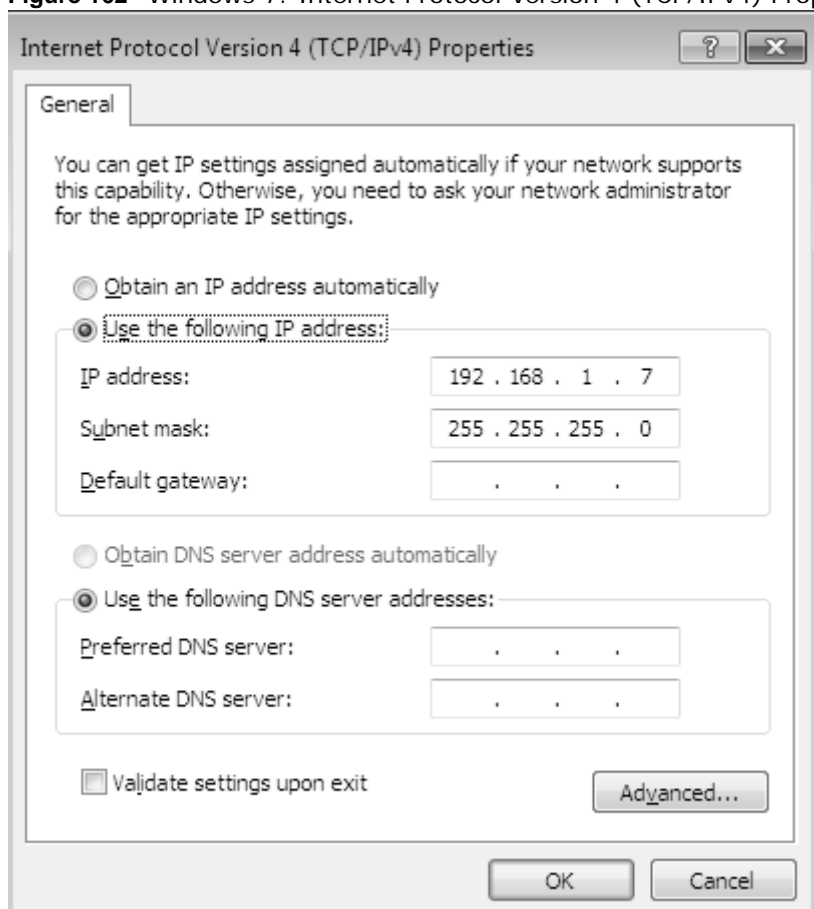 Internet Protocol Version 4 (TCP/IPv4) Properties
General
You can get IP settings assigned automatically if your network supports
this capability. Otherwise, you need to ask your network administrator
for the appropriate IP settings.
Obtain an IP address automatically
Use the following IP address:
IP address: 192 . 168 . 1 . 7
Subnet mask: 255 . 255 . 255 . 0
Default gateway: . . .
Obtain DNS server address automatically
Use the following DNS server addresses:
Preferred DNS server: . . .
Alternate DNS server: . . .
Validate settings upon exit
Advanced...
OK Cancel